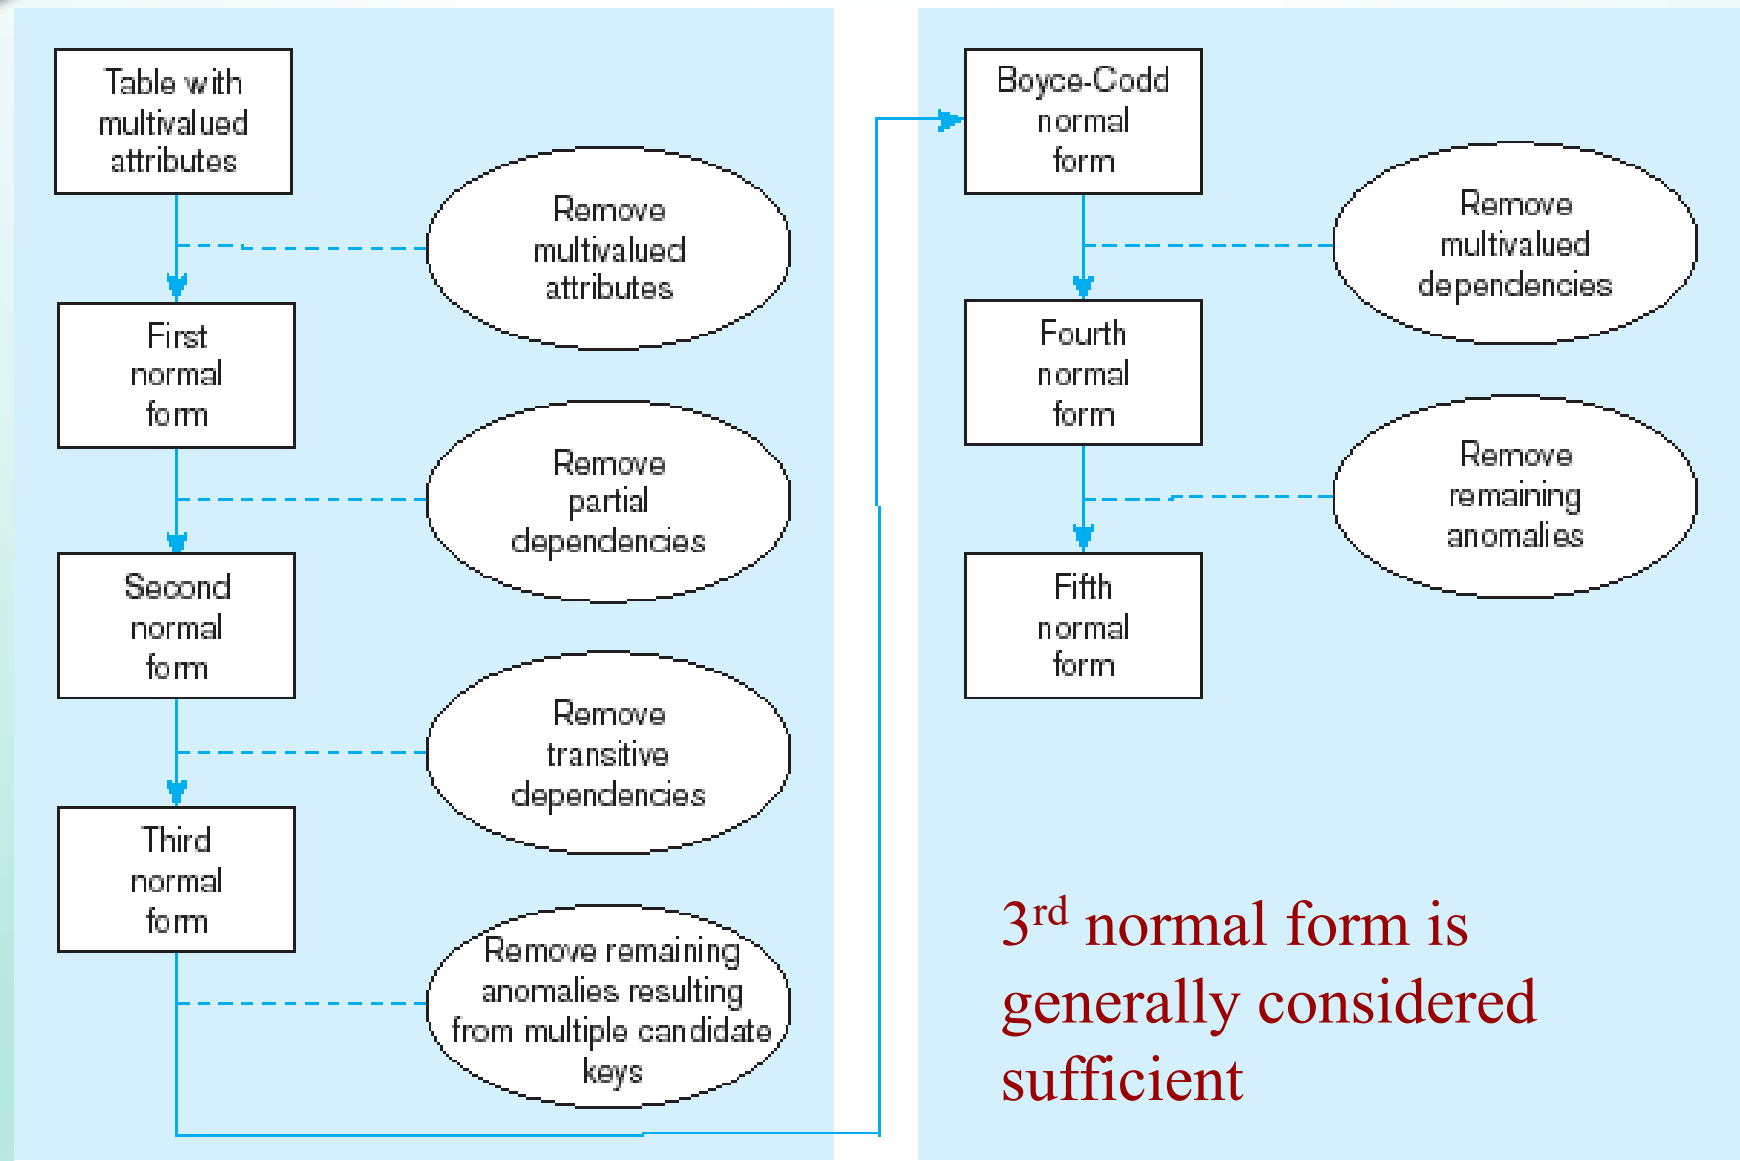 Table with
multivalued
attributes
Remove
multivalued
attributes
First
normal
form
Remove
partial
dependencies
Second
normal
form
Remove
transitive
dependencies
Third
normal
form
Remove remaining
anomalies resulting
from multiple candidate
keys
Boyce-Codd
normal
form
Remove
multivalued
dependencies
Fourth
normal
form
Remove
remaining
anomalies
Fifth
normal
form
3rd normal form is
generally considered
sufficient